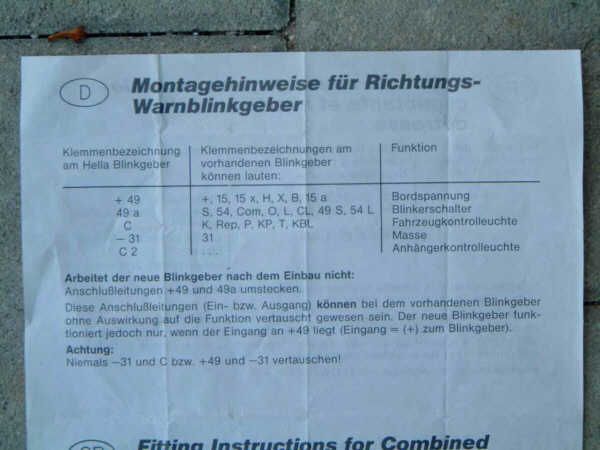 D
Montagehinweise für Richtungs-
Warnblinkgeber
Klemmenbezeichnung Klemmenbezeichnungen am Funktion
am Hella Blinkgeber vorhandenen Blinkgeber
können lauten:
+ 49 +, 15, 15 x, H, X, B, 15 a Bordspannung
49 a S, 54, Com, O, L, CL, 49 S, 54 L Blinkerschalter
C K, Rep, P, KP, T, KBL Fahrzeugkontrolleuchte
– 31 31 Masse
C 2 .... Anhängerkontrolleuchte
Arbeitet der neue Blinkgeber nach dem Einbau nicht:
Anschlußleitungen +49 und 49a umstecken.
Diese Anschlußleitungen (Ein- bzw. Ausgang) können bei dem vorhandenen Blinkgeber
ohne Auswirkung auf die Funktion vertauscht gewesen sein. Der neue Blinkgeber funk-
tioniert jedoch nur, wenn der Eingang an +49 liegt (Eingang = (+) zum Blinkgeber).
Achtung:
Niemals –31 und C bzw. +49 und –31 vertauschen!
Fitting Instructions for Combined